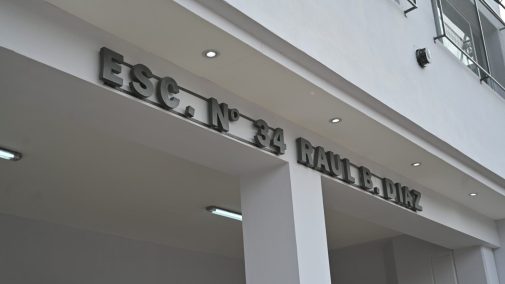 ESC. Nº 34 RAUL B. DIAZ